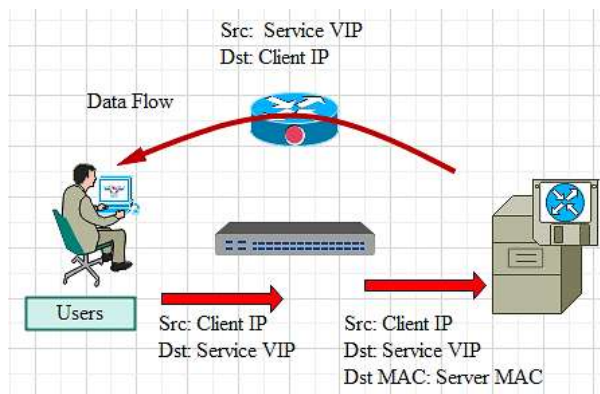 Src: Service VIP
Dst: Client IP
Data Flow
Users
Src: Client IP
Dst: Service VIP
Src: Client IP
Dst: Service VIP
Dst MAC: Server MAC